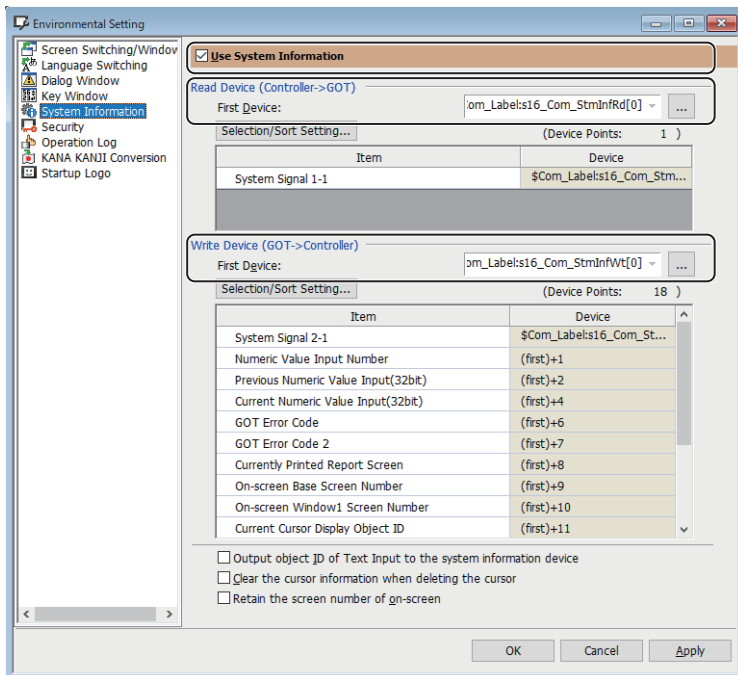 Environmental Setting
Screen Switching/Window
Language Switching
Dialog Window
Key Window
System Information
Security
Operation Log
KANA KANJI Conversion
Startup Logo
Use System Information
Read Device (Controller->GOT)
First Device: :om_Label:s16_Com_StmInfRd[0] ...
Selection/Sort Setting... (Device Points: 1 )
Item Device
System Signal 1-1 $Com_Label:s16_Com_Stm...
Write Device (GOT->Controller)
First Device: om_Label:s16_Com_StmInfWt[0] ...
Selection/Sort Setting... (Device Points: 18 )
Item Device
System Signal 2-1 $Com_Label:s16_Com_St...
Numeric Value Input Number (first)+1
Previous Numeric Value Input(32bit) (first)+2
Current Numeric Value Input(32bit) (first)+4
GOT Error Code (first)+6
GOT Error Code 2 (first)+7
Currently Printed Report Screen (first)+8
On-screen Base Screen Number (first)+9
On-screen Window1 Screen Number (first)+10
Current Cursor Display Object ID (first)+11
Output object ID of Text Input to the system information device
Clear the cursor information when deleting the cursor
Retain the screen number of on-screen
OK Cancel Apply